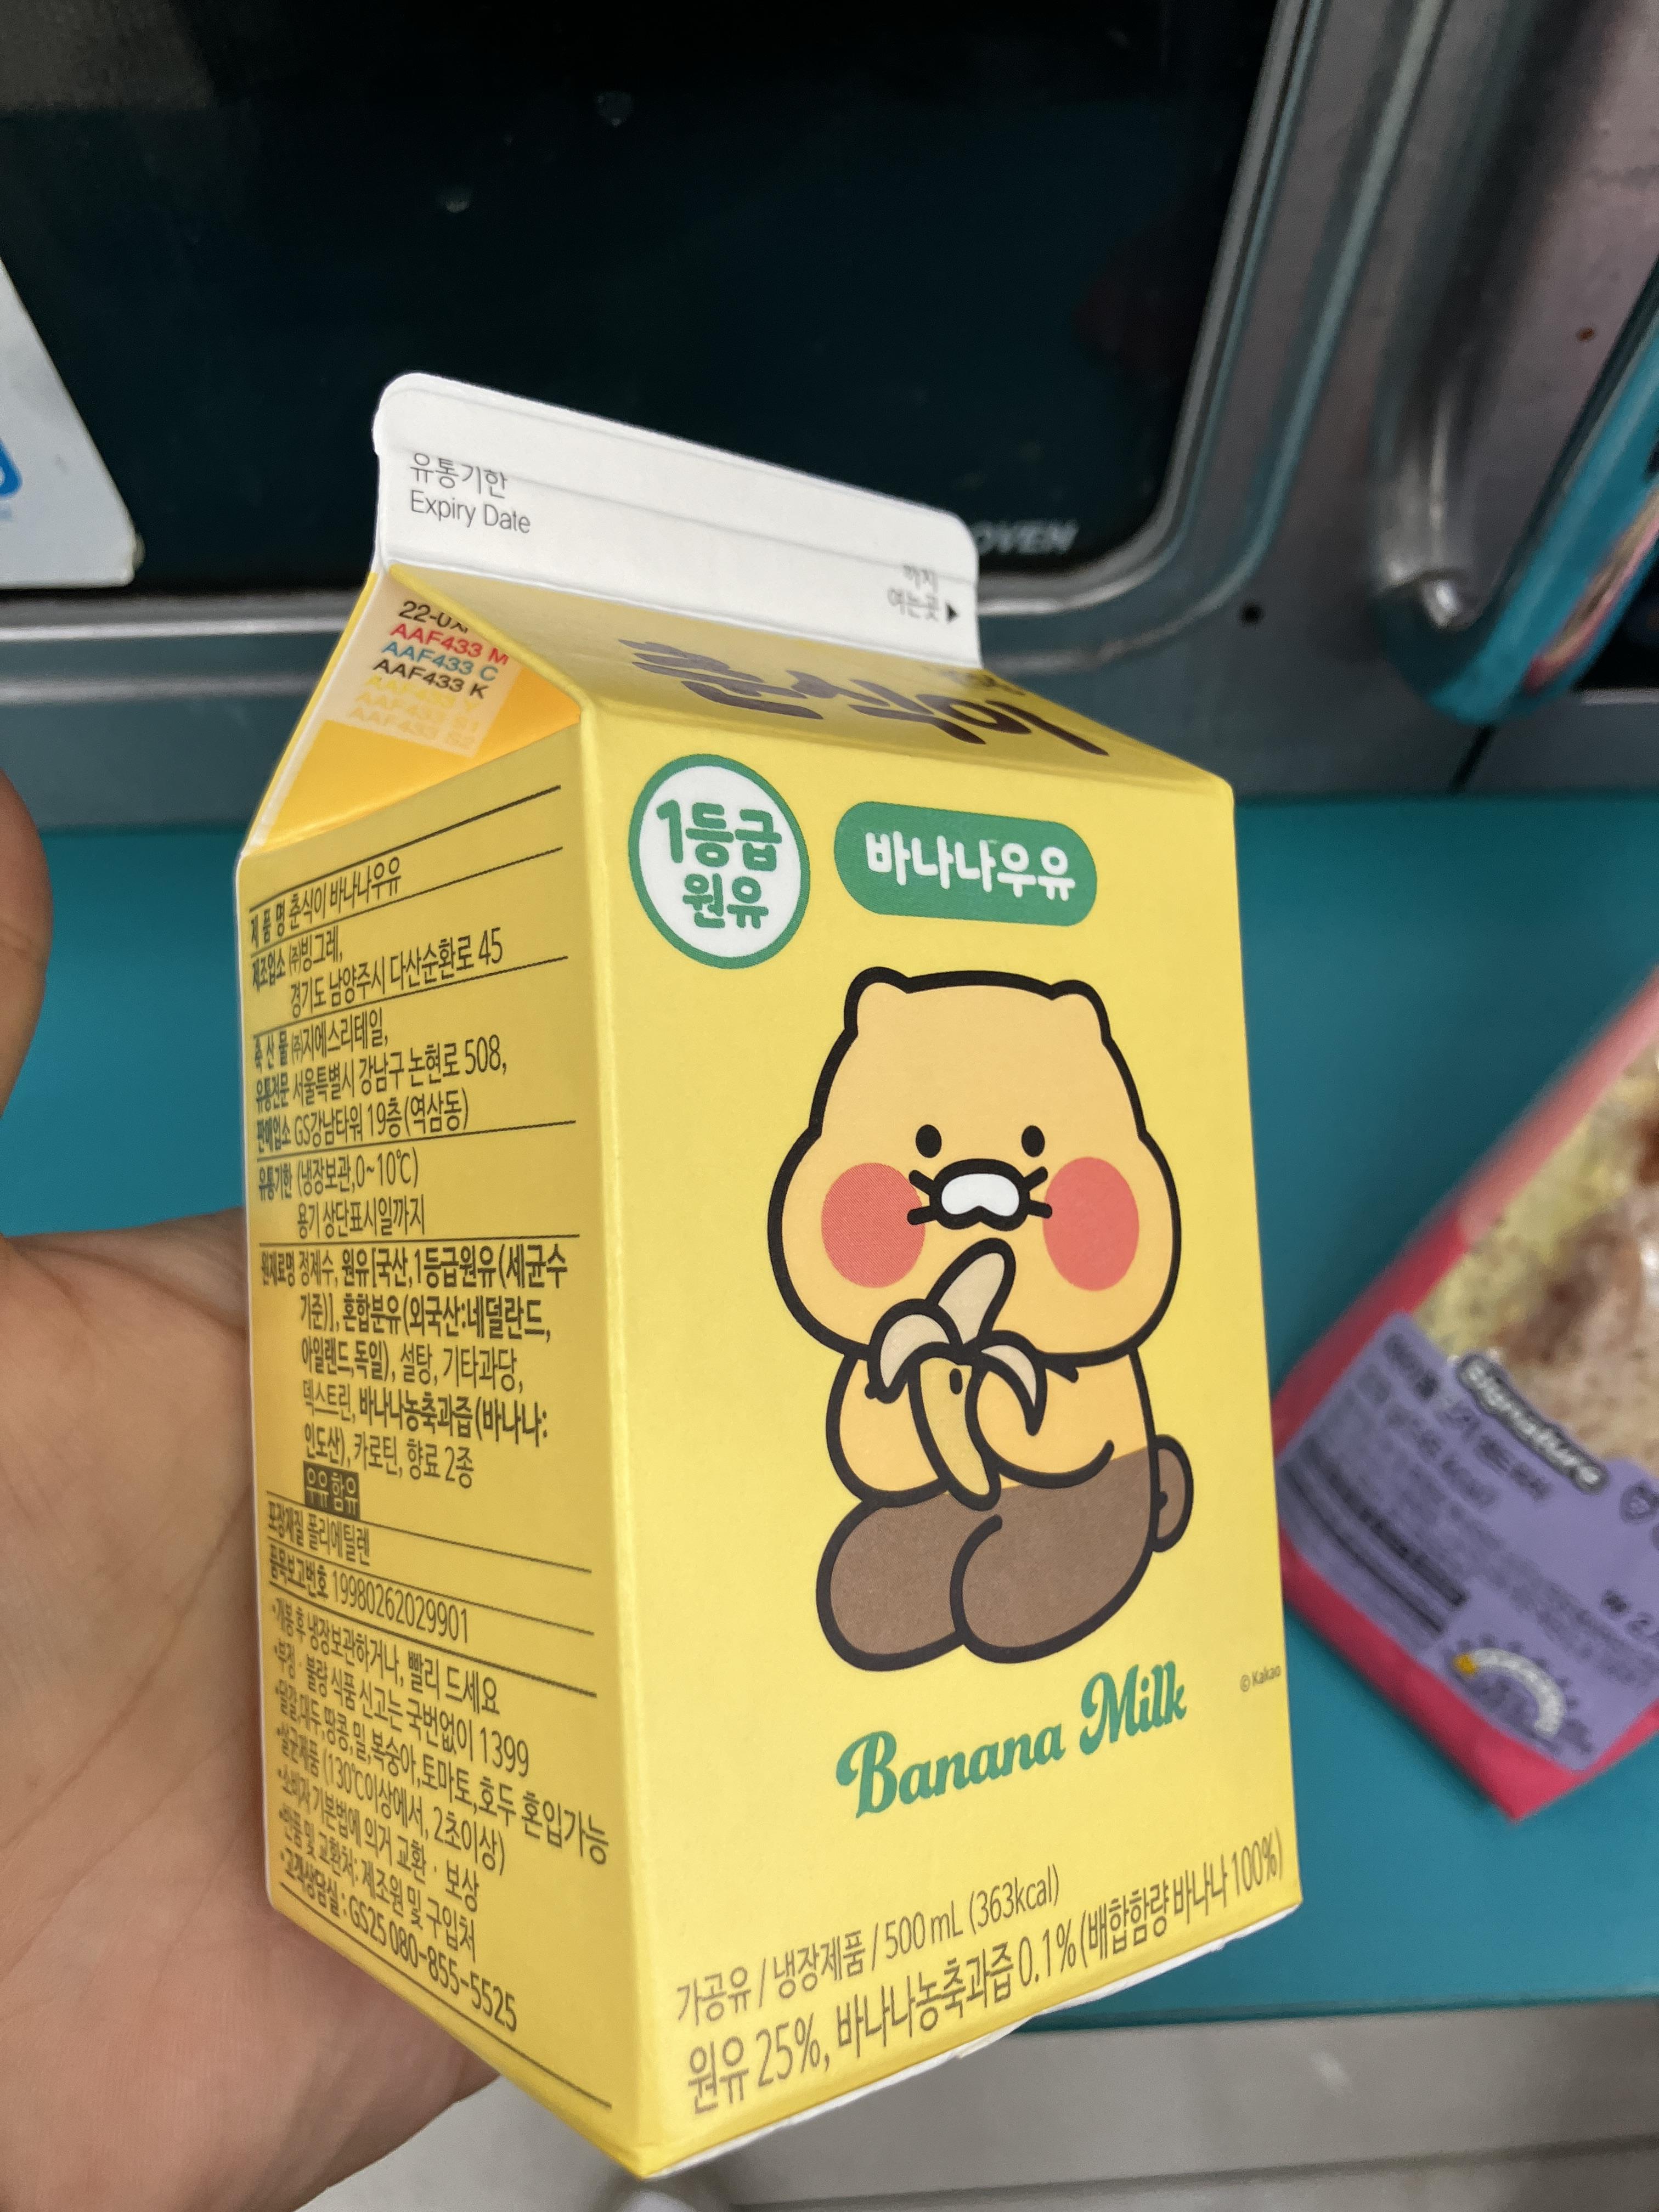 유통기한
Expiry Date
까지
여는곳
22-0
AAF433 M
AAF433 C
AAF433 K
AAF433 Y
AAF433 S1
AAF433 S2
춘식이
1등급
원유
바나나우유
Banana Milk
© Kakao
가공유 / 냉장제품 / 500 mL (363kcal)
원유 25%, 바나나농축과즙 0.1% (배합함량 바나나 100%)
제 품 명 춘식이 바나나우유
제조업소 ㈜빙그레,
경기도 남양주시 다산순환로 45
축 산 물 ㈜지에스리테일,
유통전문 서울특별시 강남구 논현로 508,
판매업소 GS강남타워 19층(역삼동)
유통기한 (냉장보관,0~10℃)
용기 상단표시일까지
원재료명 정제수, 원유[국산,1등급원유(세균수
기준)], 혼합분유(외국산:네덜란드,
아일랜드,독일), 설탕, 기타과당,
덱스트린, 바나나농축과즙(바나나:
인도산), 카로틴, 향료 2종
우유 함유
포장재질 폴리에틸렌
품목보고번호 19980262029901
*개봉 후 냉장보관하거나, 빨리 드세요
*부정·불량 식품 신고는 국번없이 1399
*달걀,대두,땅콩,밀,복숭아,토마토,호두 혼입가능
*살균제품(130℃이상에서, 2초이상)
*소비자 기본법에 의거 교환·보상
*반품 및 교환처: 제조원 및 구입처
*고객상담실 : GS25 080-855-5525
OVEN
signature